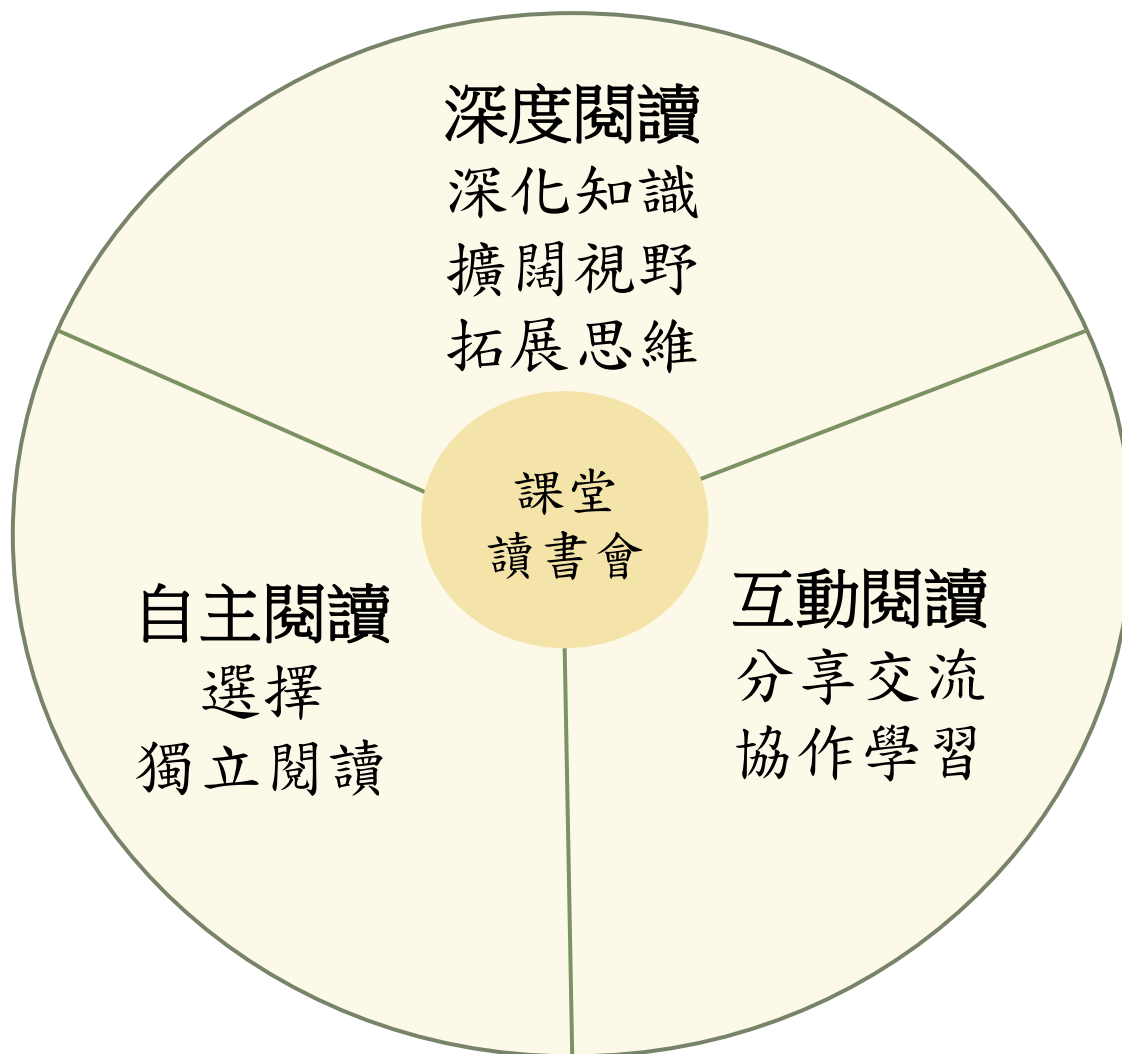 深度閱讀
深化知識
擴闊視野
拓展思維
課堂
讀書會
自主閱讀
選擇
獨立閱讀
互動閱讀
分享交流
協作學習